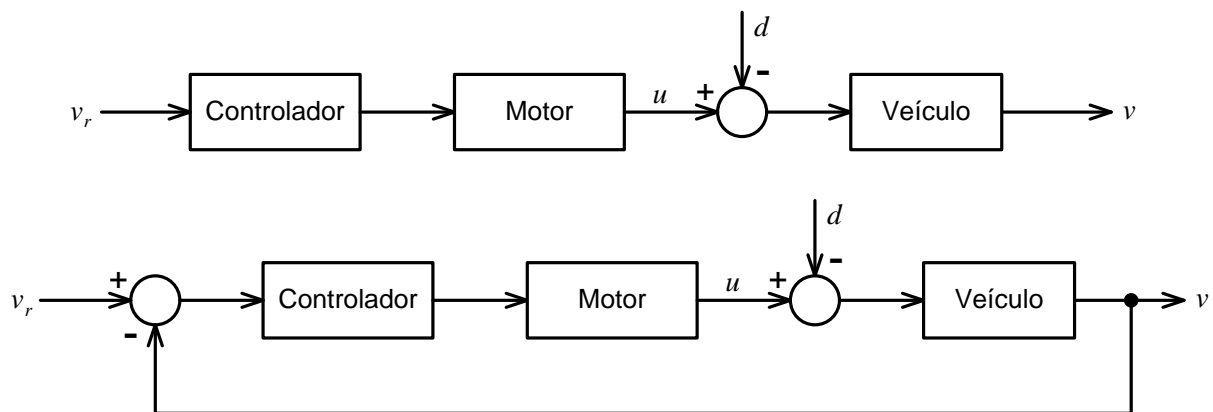 d
v_r Controlador Motor u + - Veículo v
d
v_r + - Controlador Motor u + - Veículo v